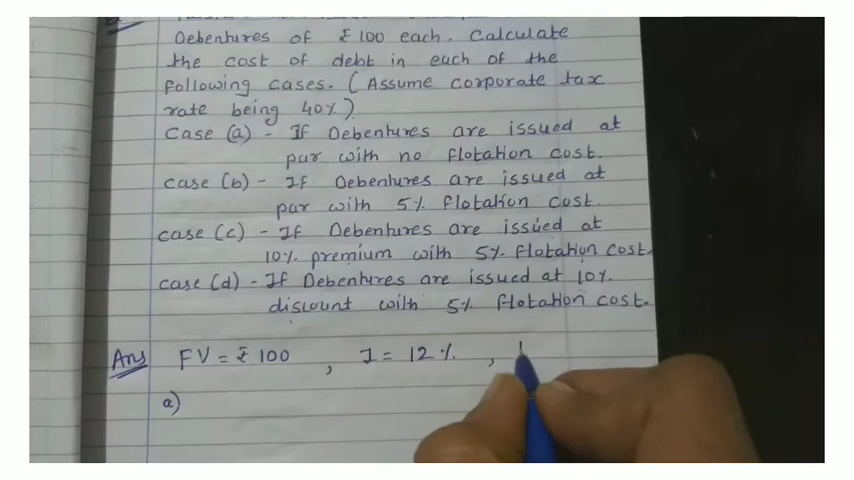 Debentures of ₹100 each. Calculate
the cost of debt in each of the
following cases. (Assume corporate tax
rate being 40%)
Case (a) - If Debentures are issued at
par with no flotation cost.
case (b) - If Debentures are issued at
par with 5% flotation cost.
case (c) - If Debentures are issued at
10% premium with 5% flotation cost.
case (d) - If Debentures are issued at 10%
discount with 5% flotation cost.
Ans FV = ₹100 , I = 12% ,
a)